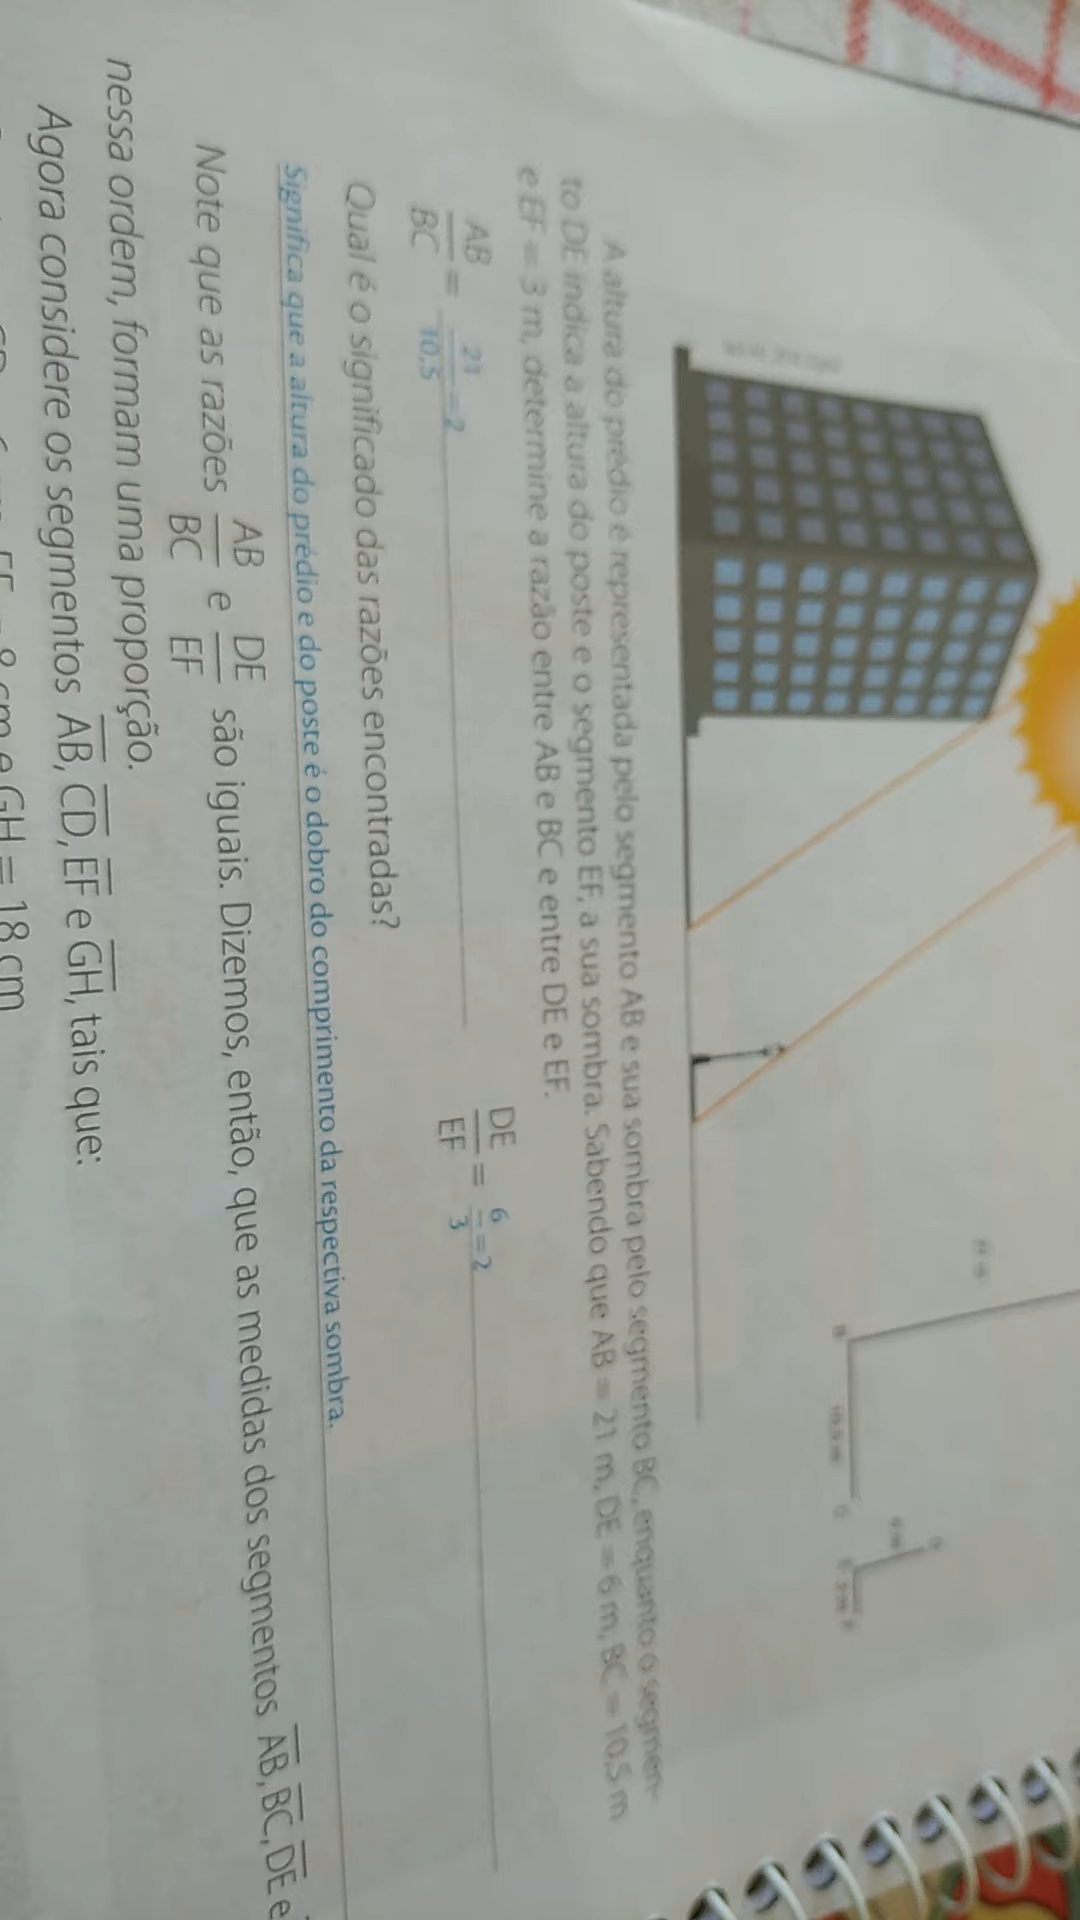 A altura do prédio é representada pelo segmento AB e sua sombra pelo segmento BC, enquanto o segmen-
to DE indica a altura do poste e o segmento EF, a sua sombra. Sabendo que AB = 21 m, DE = 6 m, BC = 10,5 m
e EF = 3 m, determine a razão entre AB e BC e entre DE e EF.
AB/BC = 21/10,5 = 2 DE/EF = 6/3 = 2
Qual é o significado das razões encontradas?
Significa que a altura do prédio e do poste é o dobro do comprimento da respectiva sombra.
Note que as razões AB/BC e DE/EF são iguais. Dizemos, então, que as medidas dos segmentos AB, BC, DE e
nessa ordem, formam uma proporção.
Agora considere os segmentos AB, CD, EF e GH, tais que:
cm e GH = 18 cm